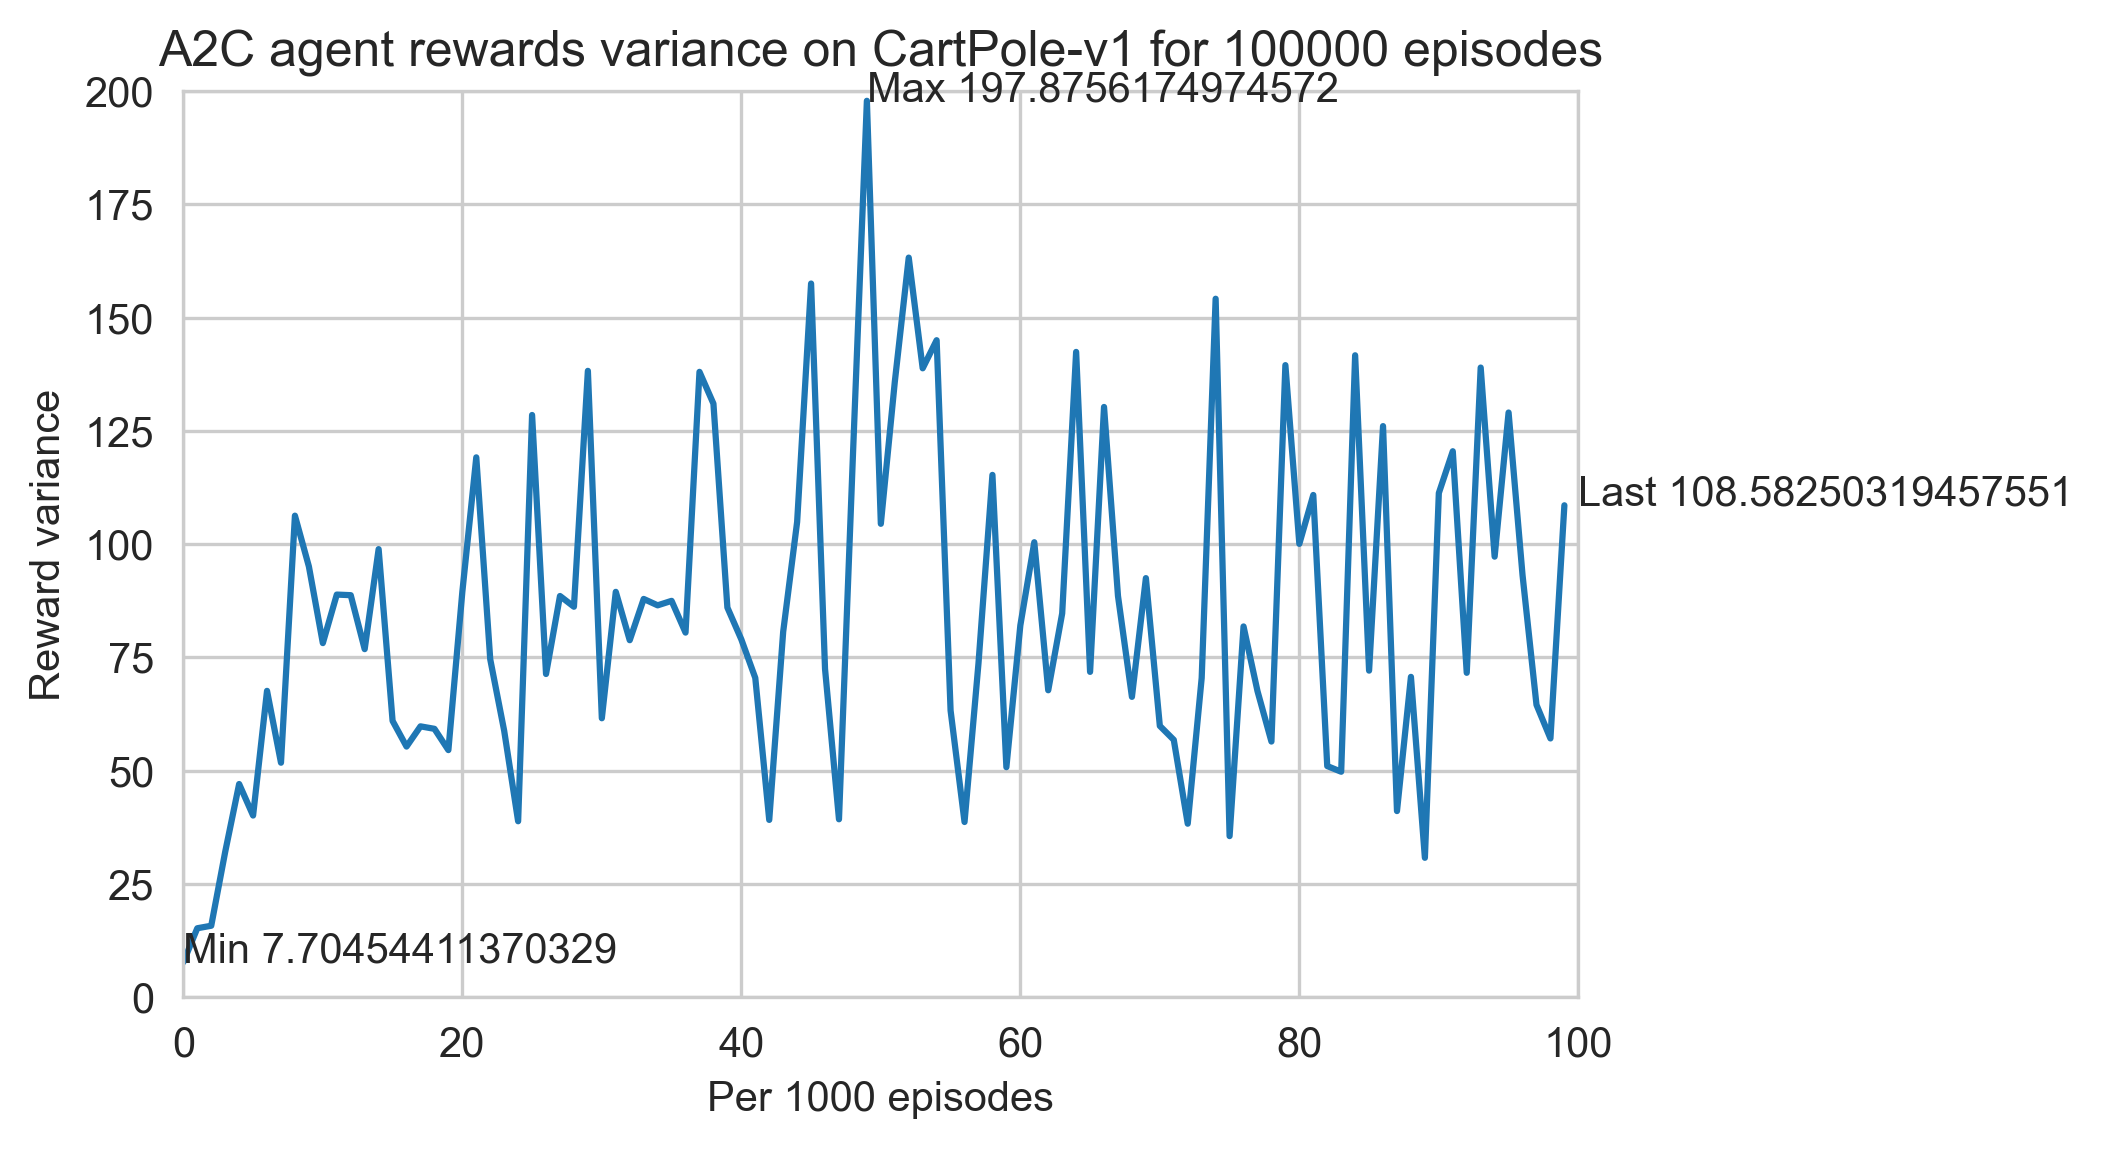 A2C agent rewards variance on CartPole-v1 for 100000 episodes
Max 197.8756174974572
200
175
150
125
100
75
50
25
0
Reward variance
Last 108.58250319457551
Min 7.70454411370329
0 20 40 60 80 100
Per 1000 episodes